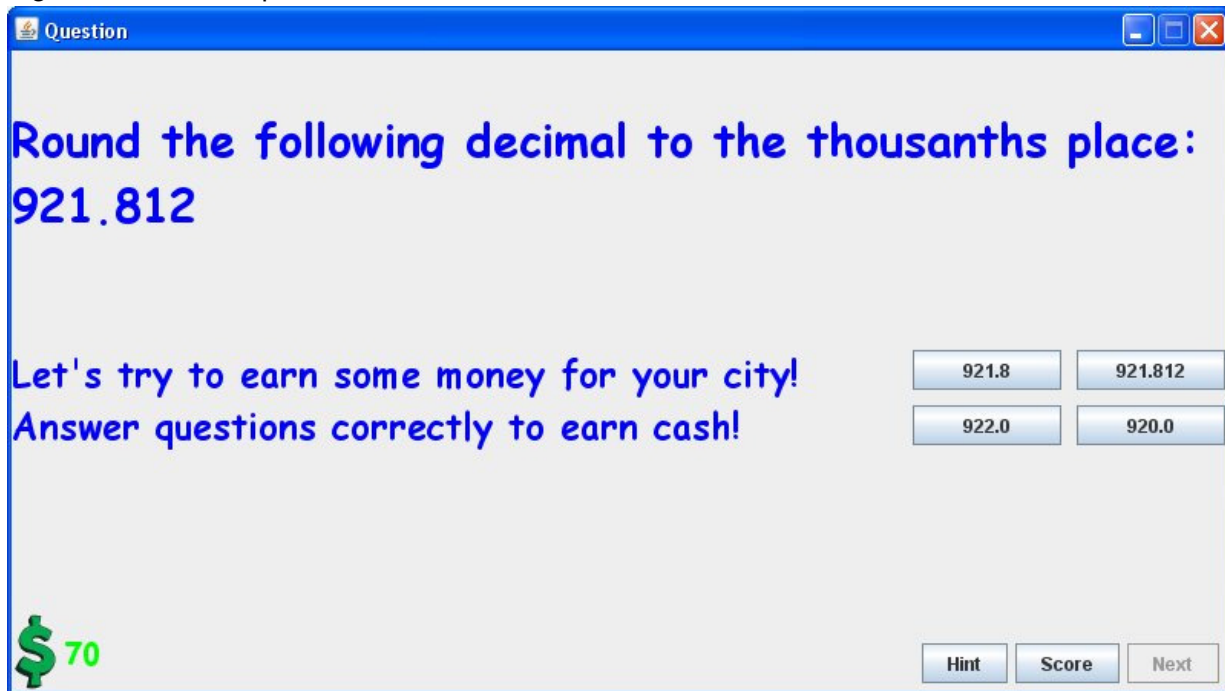 Question
Round the following decimal to the thousanths place:
921.812
Let's try to earn some money for your city!
Answer questions correctly to earn cash!
921.8 921.812
922.0 920.0
$ 70
Hint Score Next